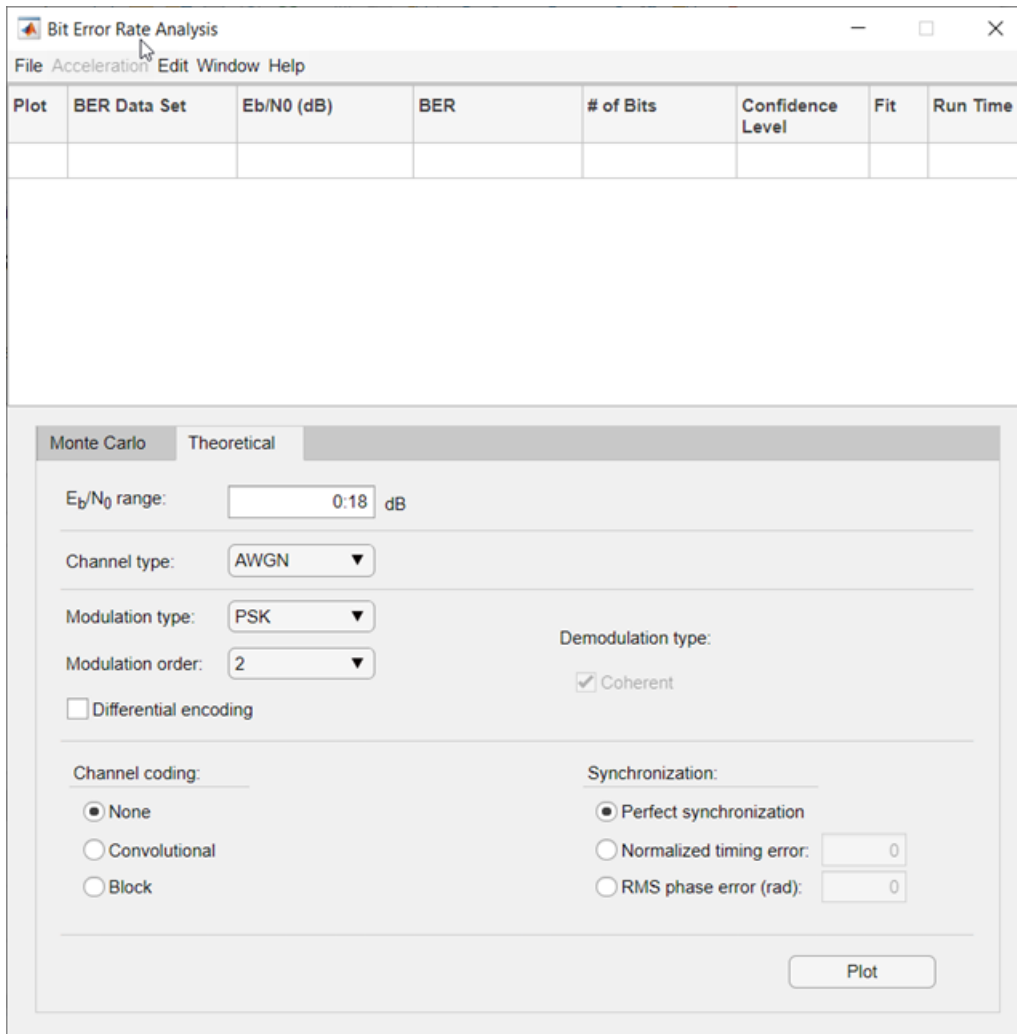 Bit Error Rate Analysis
File Acceleration Edit Window Help
Plot BER Data Set Eb/N0 (dB) BER # of Bits Confidence Level Fit Run Time
Monte Carlo Theoretical
Eb/N0 range: 0:18 dB
Channel type: AWGN
Modulation type: PSK
Demodulation type:
Modulation order: 2
Coherent
Differential encoding
Channel coding: Synchronization:
None Perfect synchronization
Convolutional Normalized timing error: 0
Block RMS phase error (rad): 0
Plot